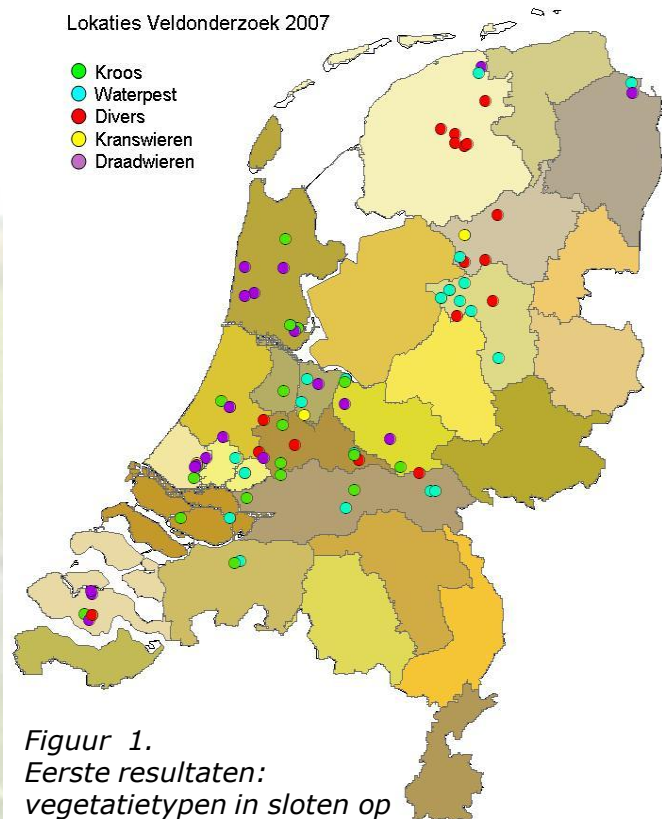 Lokaties Veldonderzoek 2007
Kroos
Waterpest
Divers
Kranswieren
Draadwieren
Figuur 1.
Eerste resultaten:
vegetatietypen in sloten op